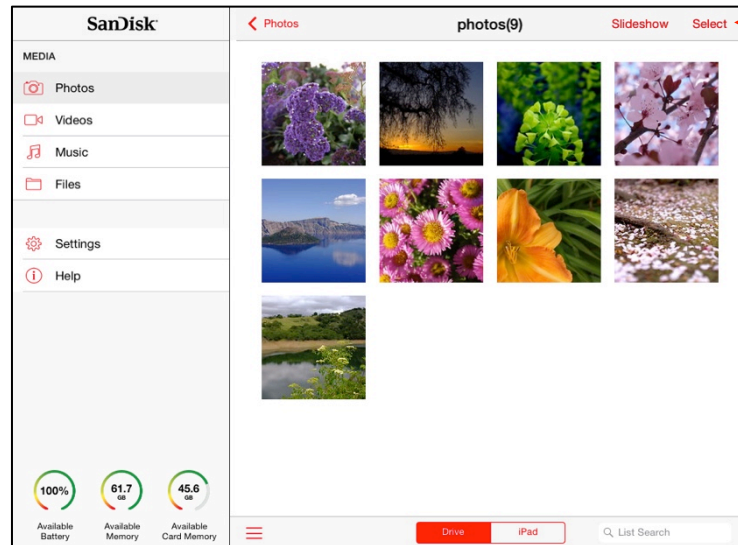 SanDisk
MEDIA
Photos
Videos
Music
Files
Settings
Help
100%
Available
Battery
61.7
GB
Available
Memory
45.6
GB
Available
Card Memory
Photos
photos(9)
Slideshow
Select
Drive
iPad
List Search